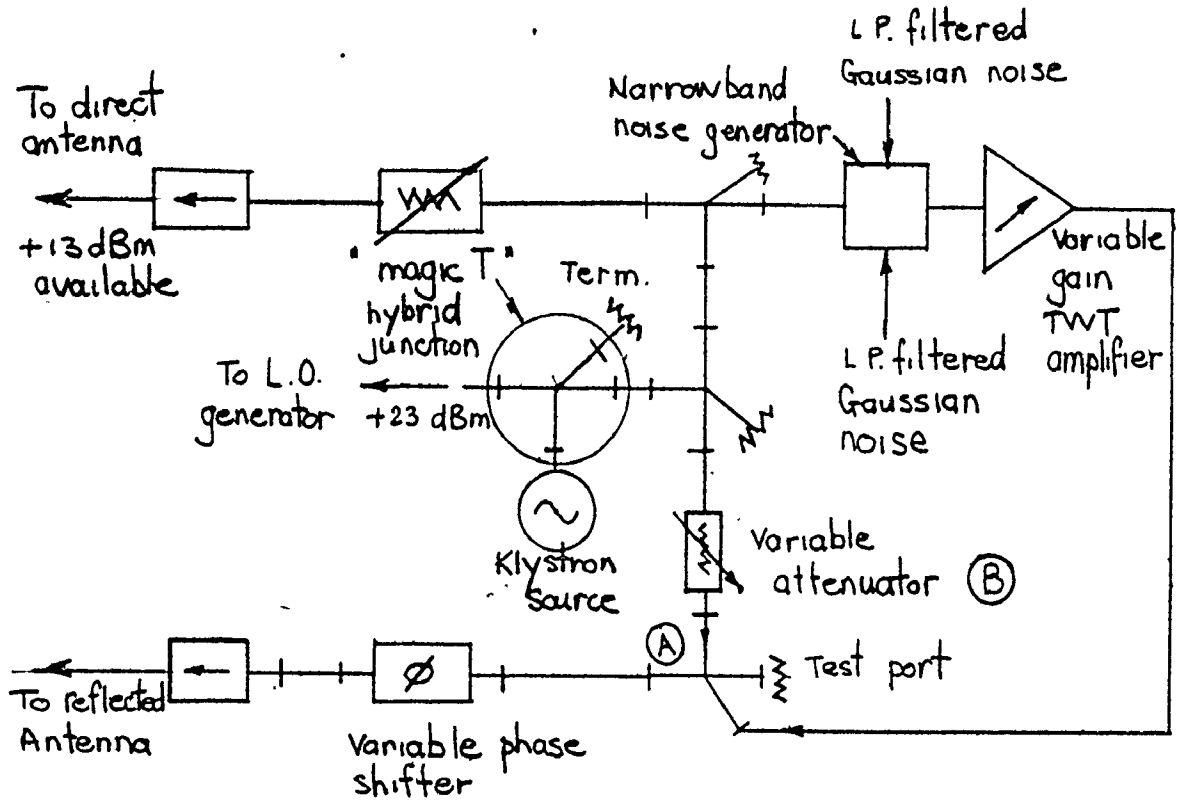 L P. filtered
Gaussian noise
Narrowband
noise generator
To direct
antenna
+13 dBm
available
" magic T "
hybrid
junction
Term.
Variable
gain
TWT
amplifier
To L.O.
generator
+23 dBm
L P. filtered
Gaussian
noise
Klystron
Source
Variable
attenuator
B
A
Test port
To reflected
Antenna
ø
Variable phase
shifter